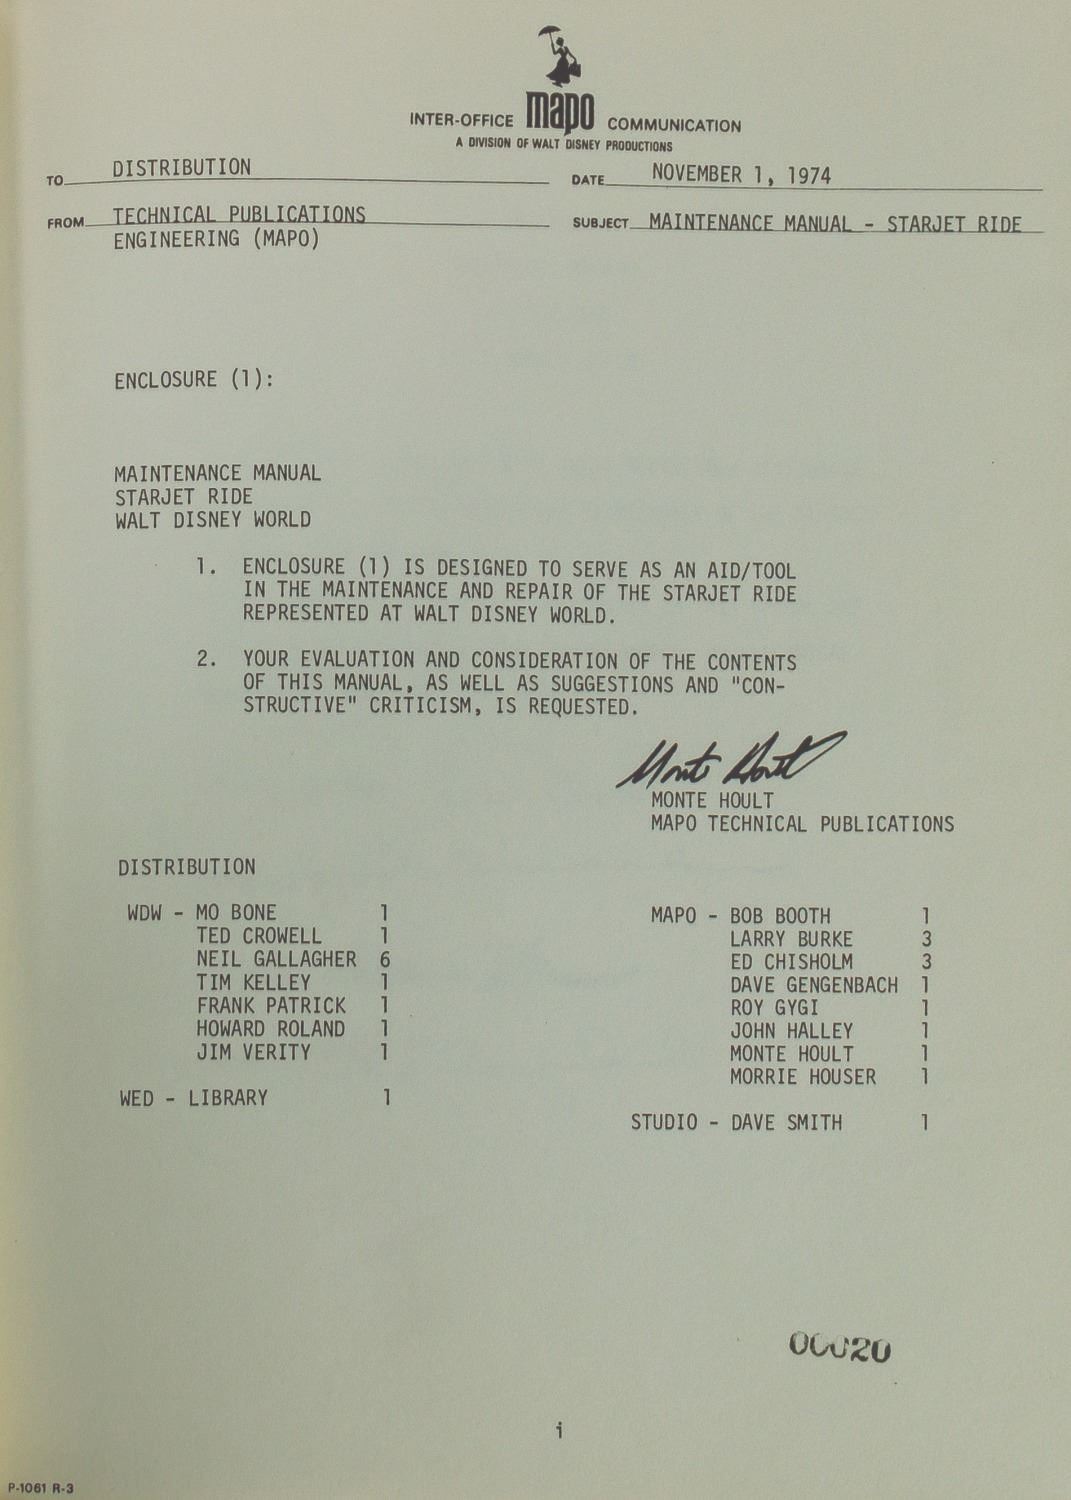 INTER-OFFICE mapo COMMUNICATION
A DIVISION OF WALT DISNEY PRODUCTIONS
TO DISTRIBUTION DATE NOVEMBER 1, 1974
FROM TECHNICAL PUBLICATIONS SUBJECT MAINTENANCE MANUAL - STARJET RIDE
ENGINEERING (MAPO)
ENCLOSURE (1):
MAINTENANCE MANUAL
STARJET RIDE
WALT DISNEY WORLD
1. ENCLOSURE (1) IS DESIGNED TO SERVE AS AN AID/TOOL
IN THE MAINTENANCE AND REPAIR OF THE STARJET RIDE
REPRESENTED AT WALT DISNEY WORLD.
2. YOUR EVALUATION AND CONSIDERATION OF THE CONTENTS
OF THIS MANUAL, AS WELL AS SUGGESTIONS AND "CON-
STRUCTIVE" CRITICISM, IS REQUESTED.
Monte Hoult
MONTE HOULT
MAPO TECHNICAL PUBLICATIONS
DISTRIBUTION
WDW - MO BONE 1
TED CROWELL 1
NEIL GALLAGHER 6
TIM KELLEY 1
FRANK PATRICK 1
HOWARD ROLAND 1
JIM VERITY 1
WED - LIBRARY 1
MAPO - BOB BOOTH 1
LARRY BURKE 3
ED CHISHOLM 3
DAVE GENGENBACH 1
ROY GYGI 1
JOHN HALLEY 1
MONTE HOULT 1
MORRIE HOUSER 1
STUDIO - DAVE SMITH 1
00020
i
P-1061 R-3